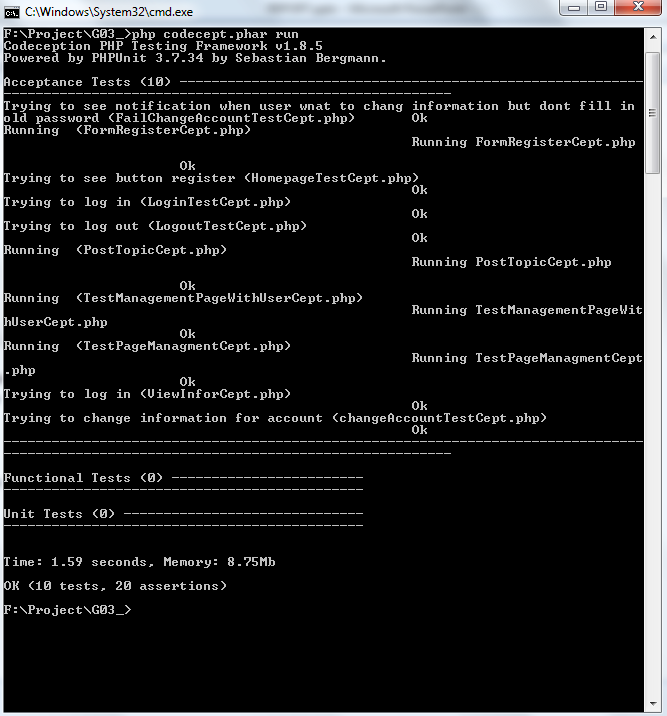 C:\Windows\System32\cmd.exe
F:\Project\G03_>php codecept.phar run
Codeception PHP Testing Framework v1.8.5
Powered by PHPUnit 3.7.34 by Sebastian Bergmann.
Acceptance Tests (10) ----------------------------------------------------------
--------------------------------------------------------
Trying to see notification when user wnat to chang information but dont fill in
old password (FailChangeAccountTestCept.php) Ok
Running (FormRegisterCept.php)
Running FormRegisterCept.php
Ok
Trying to see button register (HomepageTestCept.php)
Ok
Trying to log in (LoginTestCept.php)
Ok
Trying to log out (LogoutTestCept.php)
Ok
Running (PostTopicCept.php)
Running PostTopicCept.php
Ok
Running (TestManagementPageWithUserCept.php)
Running TestManagementPageWit
hUserCept.php
Ok
Running (TestPageManagmentCept.php)
Running TestPageManagmentCept
.php
Ok
Trying to log in (ViewInforCept.php)
Ok
Trying to change information for account (changeAccountTestCept.php)
Ok
--------------------------------------------------------------------------------
--------------------------------------------------------
Functional Tests (0) ------------------------
---------------------------------------------
Unit Tests (0) ------------------------------
---------------------------------------------
Time: 1.59 seconds, Memory: 8.75Mb
OK (10 tests, 20 assertions)
F:\Project\G03_>